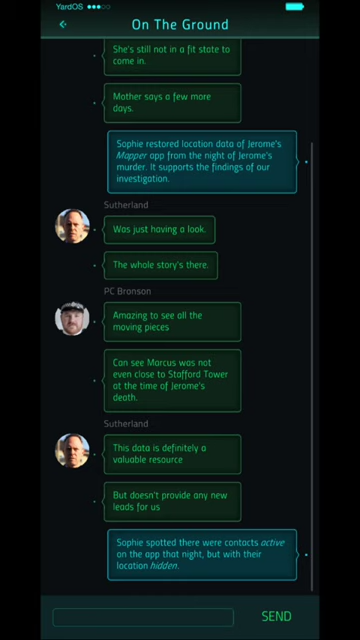 YardOS
On The Ground
She's still not in a fit state to
come in.
Mother says a few more
days.
Sophie restored location data of Jerome's
Mapper app from the night of Jerome's
murder. It supports the findings of our
investigation.
Sutherland
Was just having a look.
The whole story's there.
PC Bronson
Amazing to see all the
moving pieces
Can see Marcus was not
even close to Stafford Tower
at the time of Jerome's
death.
Sutherland
This data is definitely a
valuable resource
But doesn't provide any new
leads for us
Sophie spotted there were contacts active
on the app that night, but with their
location hidden.
SEND